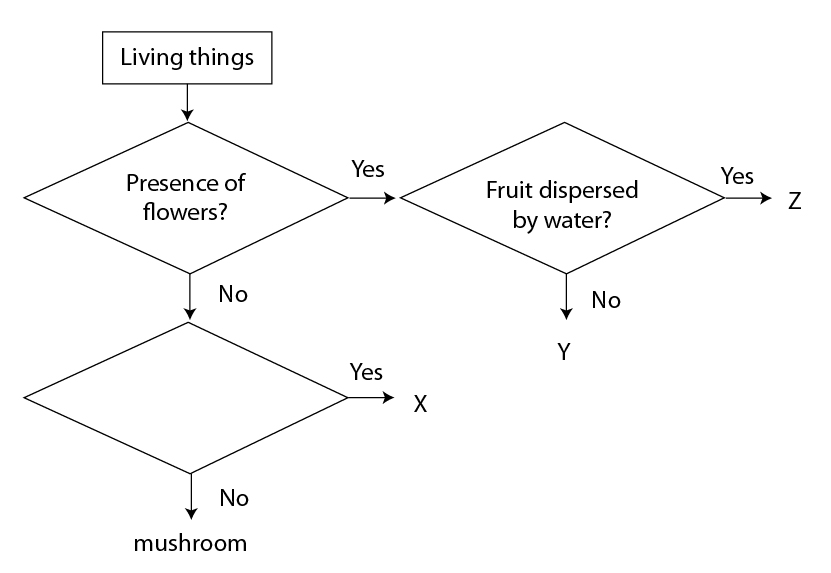 Living things
Presence of
flowers?
Yes
Fruit dispersed
by water?
Yes
Z
No
No
Y
Yes
X
No
mushroom